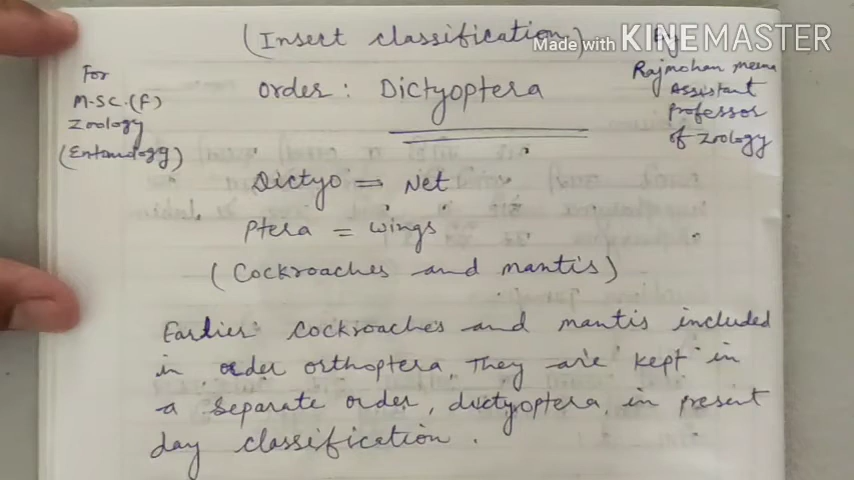 (Insert classification)
Made with KINEMASTER
By
Rajmohan meena
Assistant
Professor
of Zoology
For
M.SC.(F)
Zoology
(Entomology)
order: Dictyoptera
Dictyo = Net
Ptera = wings
(Cockroaches and mantis)
Earlier cockroaches and mantis included
in order orthoptera. They are kept in
a separate order, dictyoptera, in present
day classification.